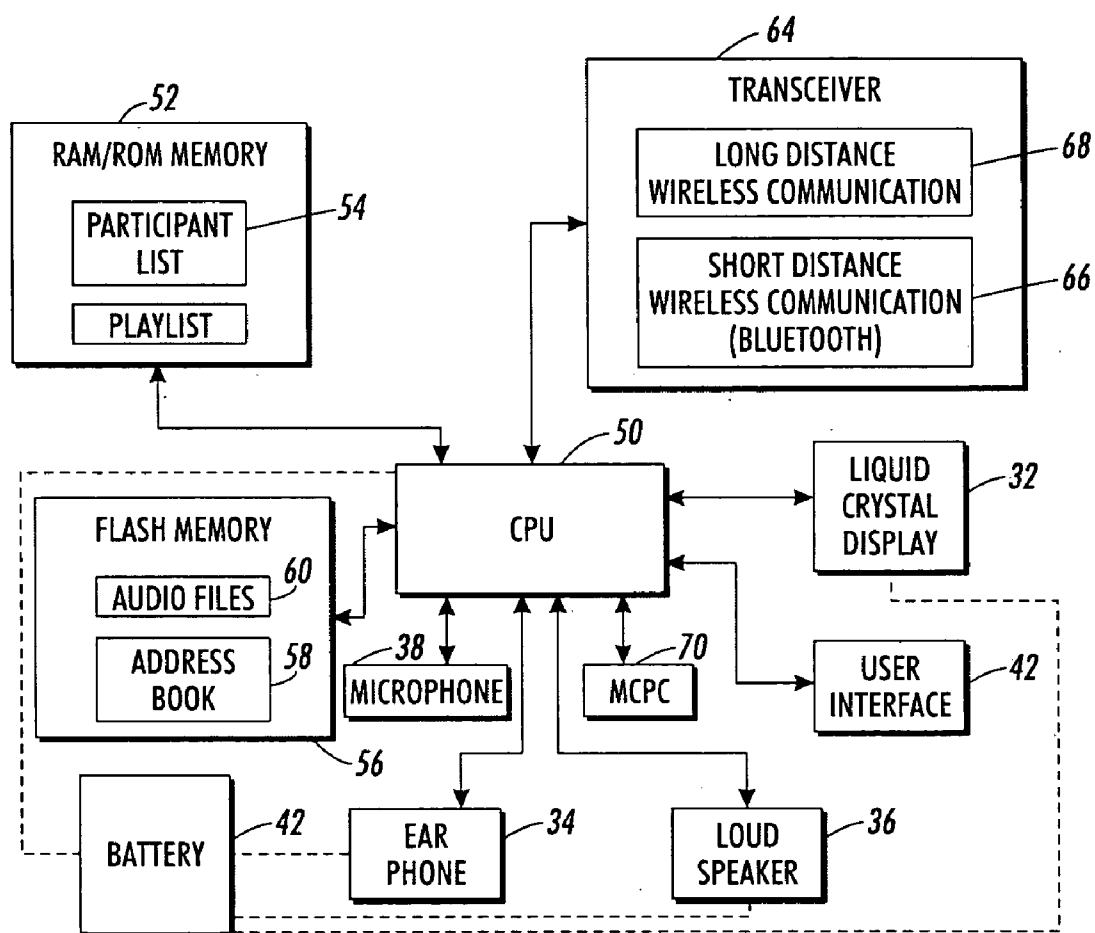 64
TRANSCEIVER
LONG DISTANCE
WIRELESS COMMUNICATION
68
SHORT DISTANCE
WIRELESS COMMUNICATION
(BLUETOOTH)
66
52
RAM/ROM MEMORY
PARTICIPANT
LIST
54
PLAYLIST
50
CPU
LIQUID
CRYSTAL
DISPLAY
32
FLASH MEMORY
60
AUDIO FILES
ADDRESS
BOOK
58
56
38
MICROPHONE
70
MCPC
USER
INTERFACE
42
BATTERY
42
EAR
PHONE
34
LOUD
SPEAKER
36